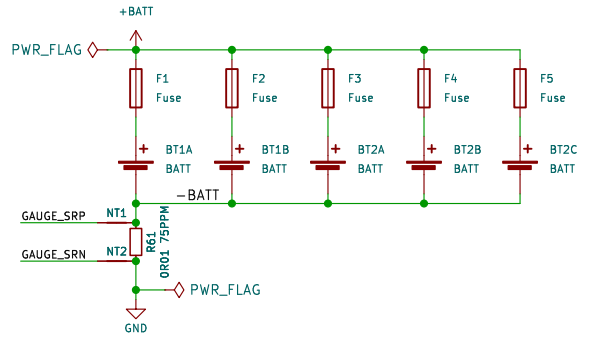 +BATT
PWR_FLAG
F1
Fuse
F2
Fuse
F3
Fuse
F4
Fuse
F5
Fuse
+
BT1A
BATT
+
BT1B
BATT
+
BT2A
BATT
+
BT2B
BATT
+
BT2C
BATT
-BATT
GAUGE_SRP
NT1
R61
0R01 75PPM
GAUGE_SRN
NT2
PWR_FLAG
GND